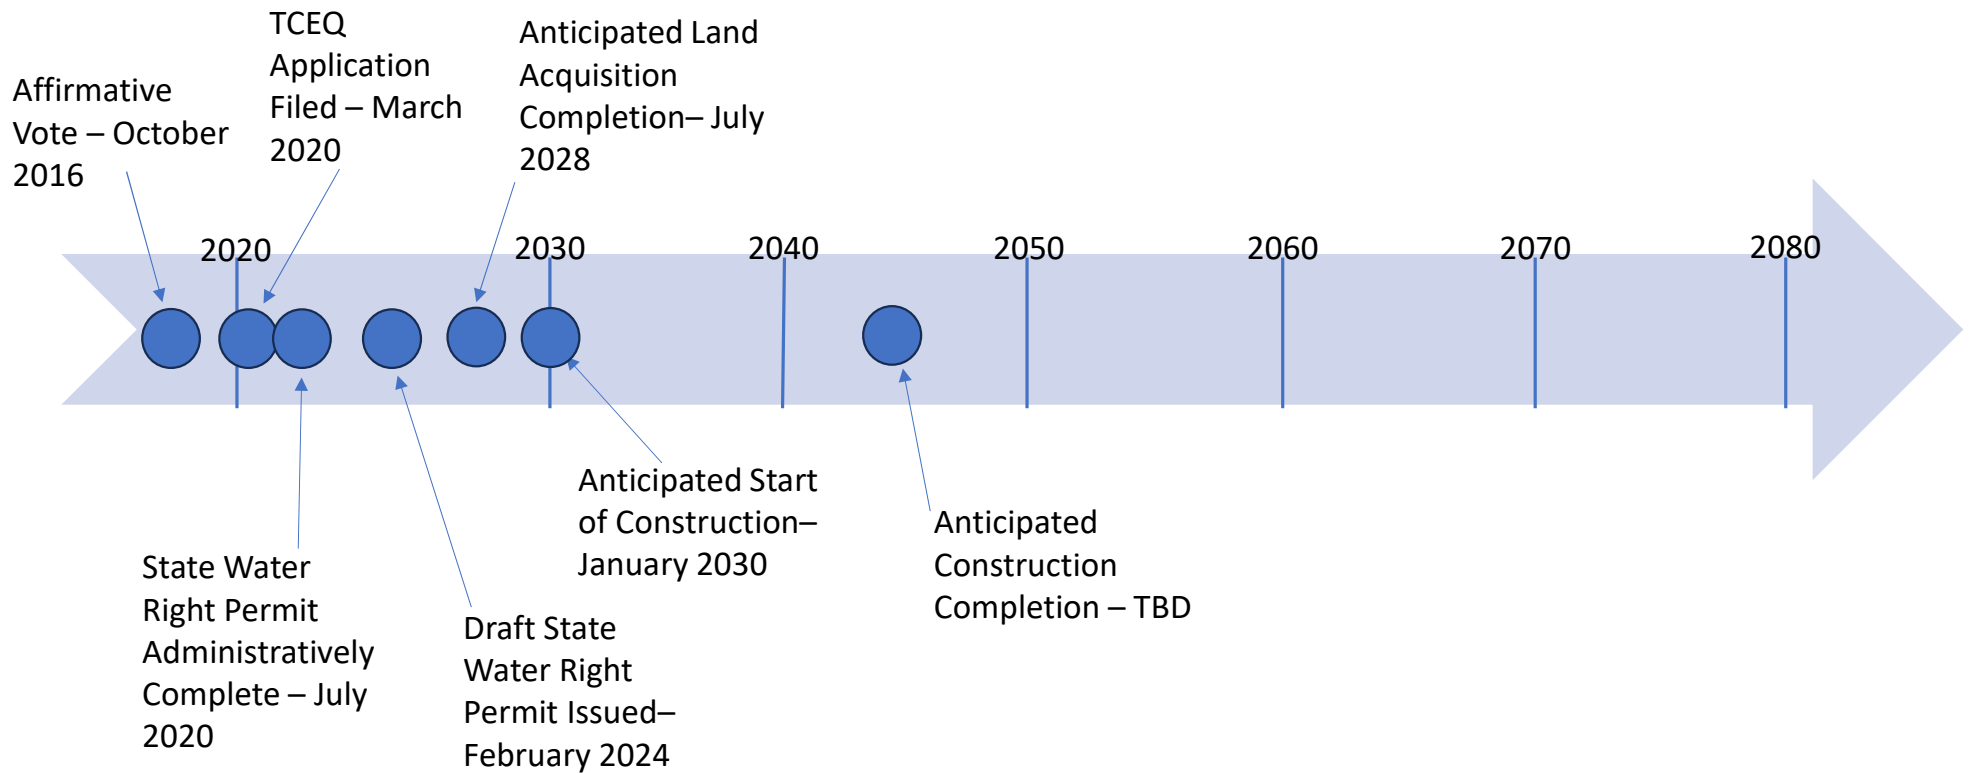 Affirmative
Vote – October
2016
TCEQ
Application
Filed – March
2020
Anticipated Land
Acquisition
Completion– July
2028
2020
2030
2040
2050
2060
2070
2080
State Water
Right Permit
Administratively
Complete – July
2020
Draft State
Water Right
Permit Issued–
February 2024
Anticipated Start
of Construction–
January 2030
Anticipated
Construction
Completion – TBD